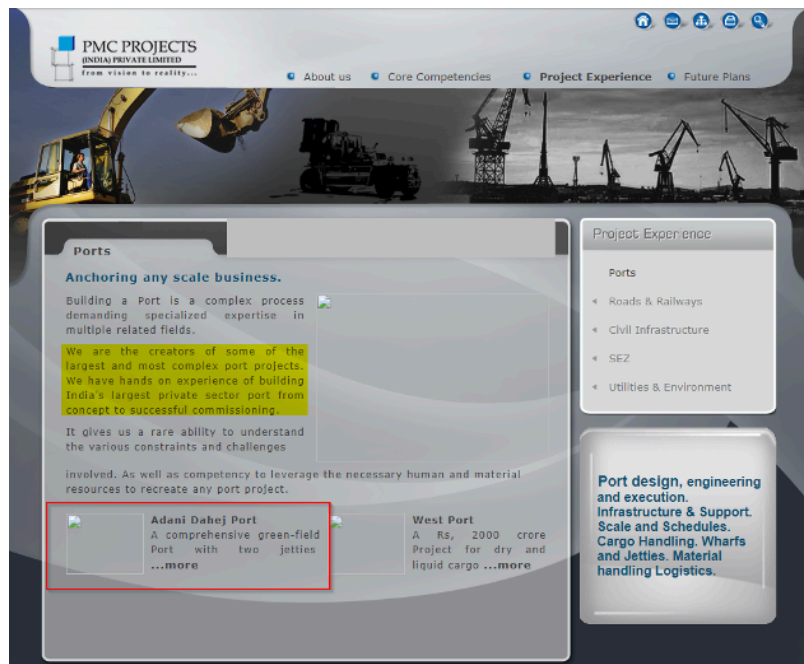 PMC PROJECTS
(INDIA) PRIVATE LIMITED
from vision to reality...
About us
Core Competencies
Project Experience
Future Plans
Ports
Anchoring any scale business.
Building a Port is a complex process
demanding specialized expertise in
multiple related fields.
We are the creators of some of the
largest and most complex port projects.
We have hands on experience of building
India's largest private sector port from
concept to successful commissioning.
It gives us a rare ability to understand
the various constraints and challenges
involved. As well as competency to leverage the necessary human and material
resources to recreate any port project.
Adani Dahej Port
A comprehensive green-field
Port with two jetties
...more
West Port
A Rs, 2000 crore
Project for dry and
liquid cargo ...more
Project Experience
Ports
Roads & Railways
Civil Infrastructure
SEZ
Utilities & Environment
Port design, engineering
and execution.
Infrastructure & Support.
Scale and Schedules.
Cargo Handling. Wharfs
and Jetties. Material
handling Logistics.